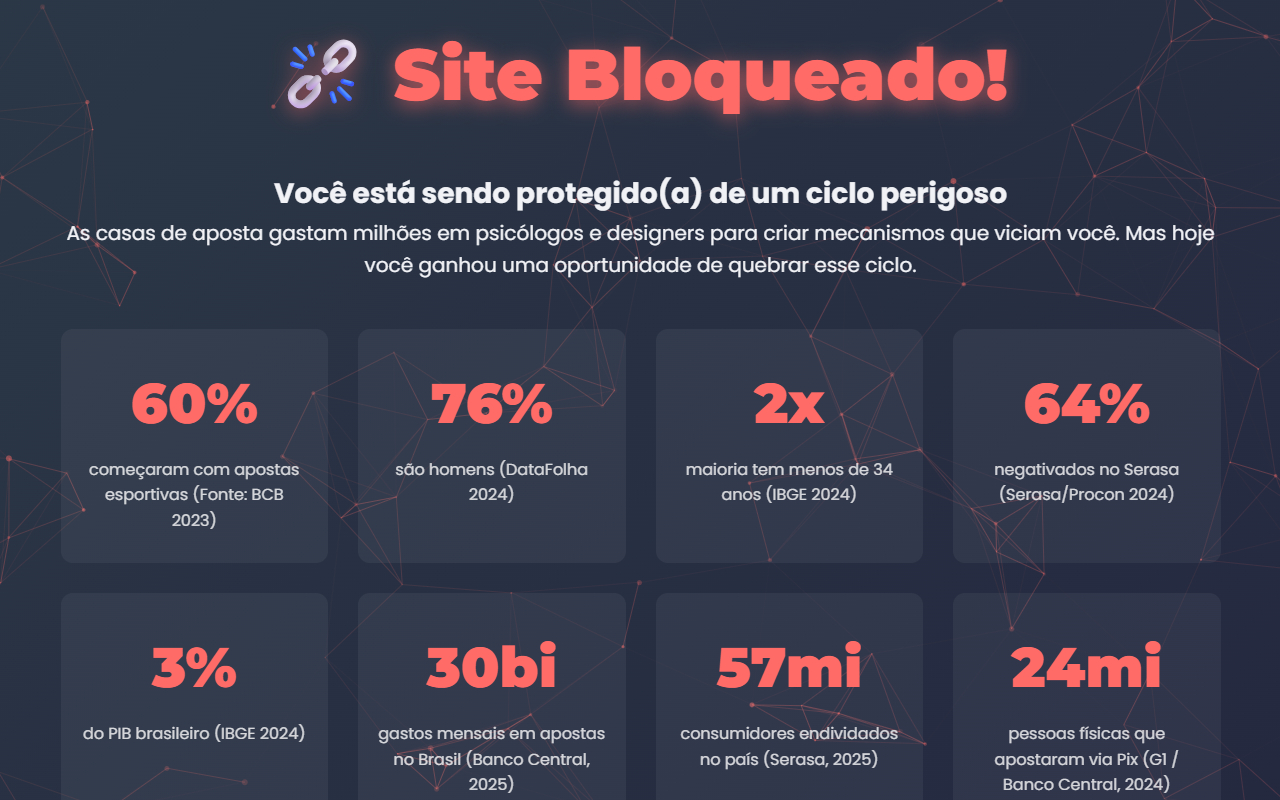 Site Bloqueado!
Você está sendo protegido(a) de um ciclo perigoso
As casas de aposta gastam milhões em psicólogos e designers para criar mecanismos que viciam você. Mas hoje
você ganhou uma oportunidade de quebrar esse ciclo.
60%
começaram com apostas
esportivas (Fonte: BCB
2023)
76%
são homens (DataFolha
2024)
2x
maioria tem menos de 34
anos (IBGE 2024)
64%
negativados no Serasa
(Serasa/Procon 2024)
3%
do PIB brasileiro (IBGE 2024)
30bi
gastos mensais em apostas
no Brasil (Banco Central,
2025)
57mi
consumidores endividados
no país (Serasa, 2025)
24mi
pessoas físicas que
apostaram via Pix (G1 /
Banco Central, 2024)